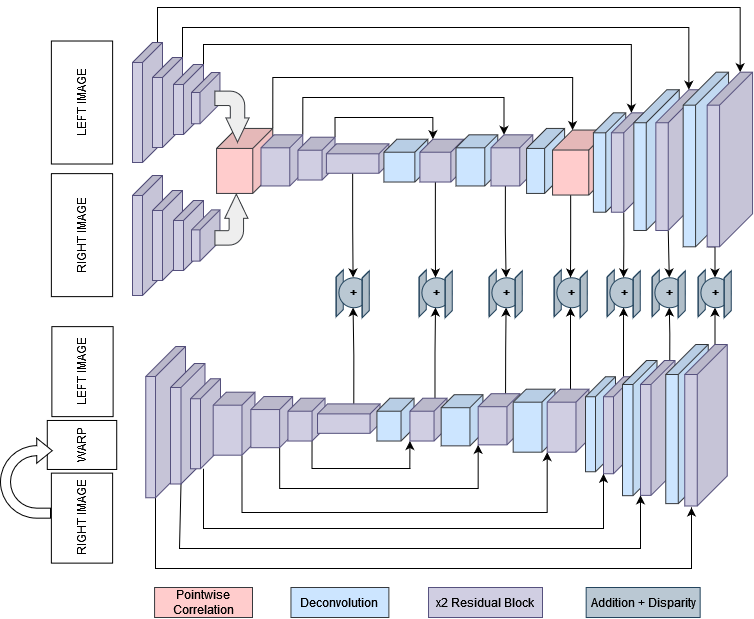 LEFT IMAGE
RIGHT IMAGE
+
+
+
+
+
+
+
LEFT IMAGE
WARP
RIGHT IMAGE
Pointwise
Correlation
Deconvolution
x2 Residual Block
Addition + Disparity